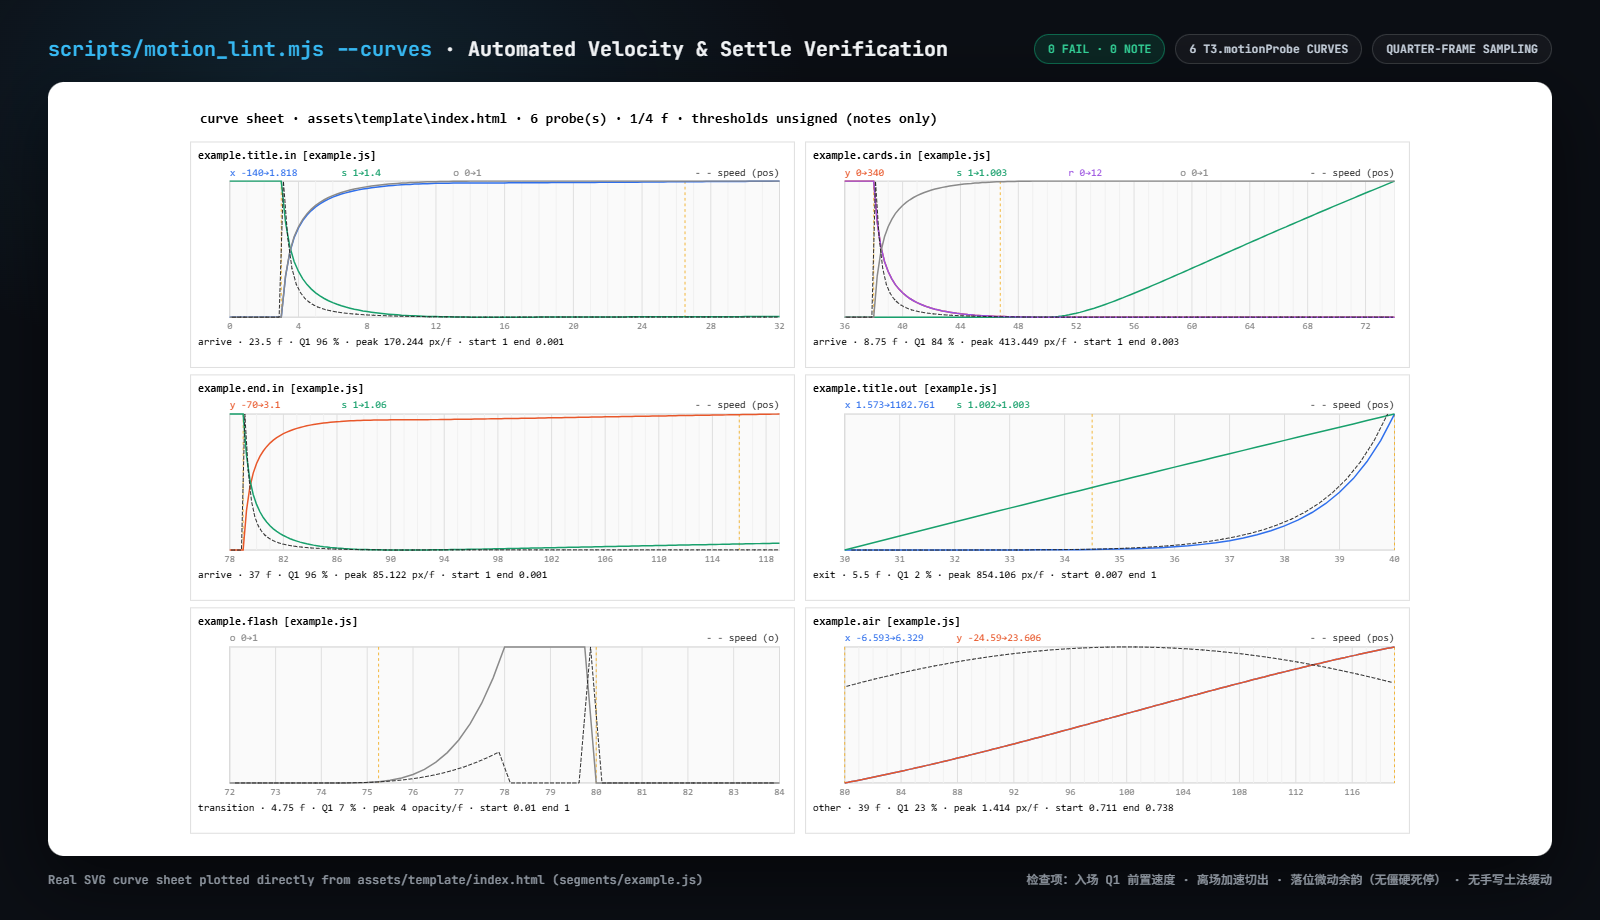 scripts/motion_lint.mjs --curves · Automated Velocity & Settle Verification
0 FAIL · 0 NOTE
6 T3.motionProbe CURVES
QUARTER-FRAME SAMPLING
curve sheet · assets\template\index.html · 6 probe(s) · 1/4 f · thresholds unsigned (notes only)
example.title.in [example.js]
x -140→1.818 s 1→1.4 o 0→1 - - speed (pos)
0 4 8 12 16 20 24 28 32
arrive · 23.5 f · Q1 96 % · peak 170.244 px/f · start 1 end 0.001
example.cards.in [example.js]
y 0→340 s 1→1.003 r 0→12 o 0→1 - - speed (pos)
36 40 44 48 52 56 60 64 68 72
arrive · 8.75 f · Q1 84 % · peak 413.449 px/f · start 1 end 0.003
example.end.in [example.js]
y -70→3.1 s 1→1.06 - - speed (pos)
78 82 86 90 94 98 102 106 110 114 118
arrive · 37 f · Q1 96 % · peak 85.122 px/f · start 1 end 0.001
example.title.out [example.js]
x 1.573→1102.761 s 1.002→1.003 - - speed (pos)
30 31 32 33 34 35 36 37 38 39 40
exit · 5.5 f · Q1 2 % · peak 854.106 px/f · start 0.007 end 1
example.flash [example.js]
o 0→1 - - speed (o)
72 73 74 75 76 77 78 79 80 81 82 83 84
transition · 4.75 f · Q1 7 % · peak 4 opacity/f · start 0.01 end 1
example.air [example.js]
x -6.593→6.329 y -24.59→23.606 - - speed (pos)
80 84 88 92 96 100 104 108 112 116
other · 39 f · Q1 23 % · peak 1.414 px/f · start 0.711 end 0.738
Real SVG curve sheet plotted directly from assets/template/index.html (segments/example.js)
检查项：入场 Q1 前置速度 · 离场加速切出 · 落位微动余韵（无僵硬死停） · 无手写土法缓动